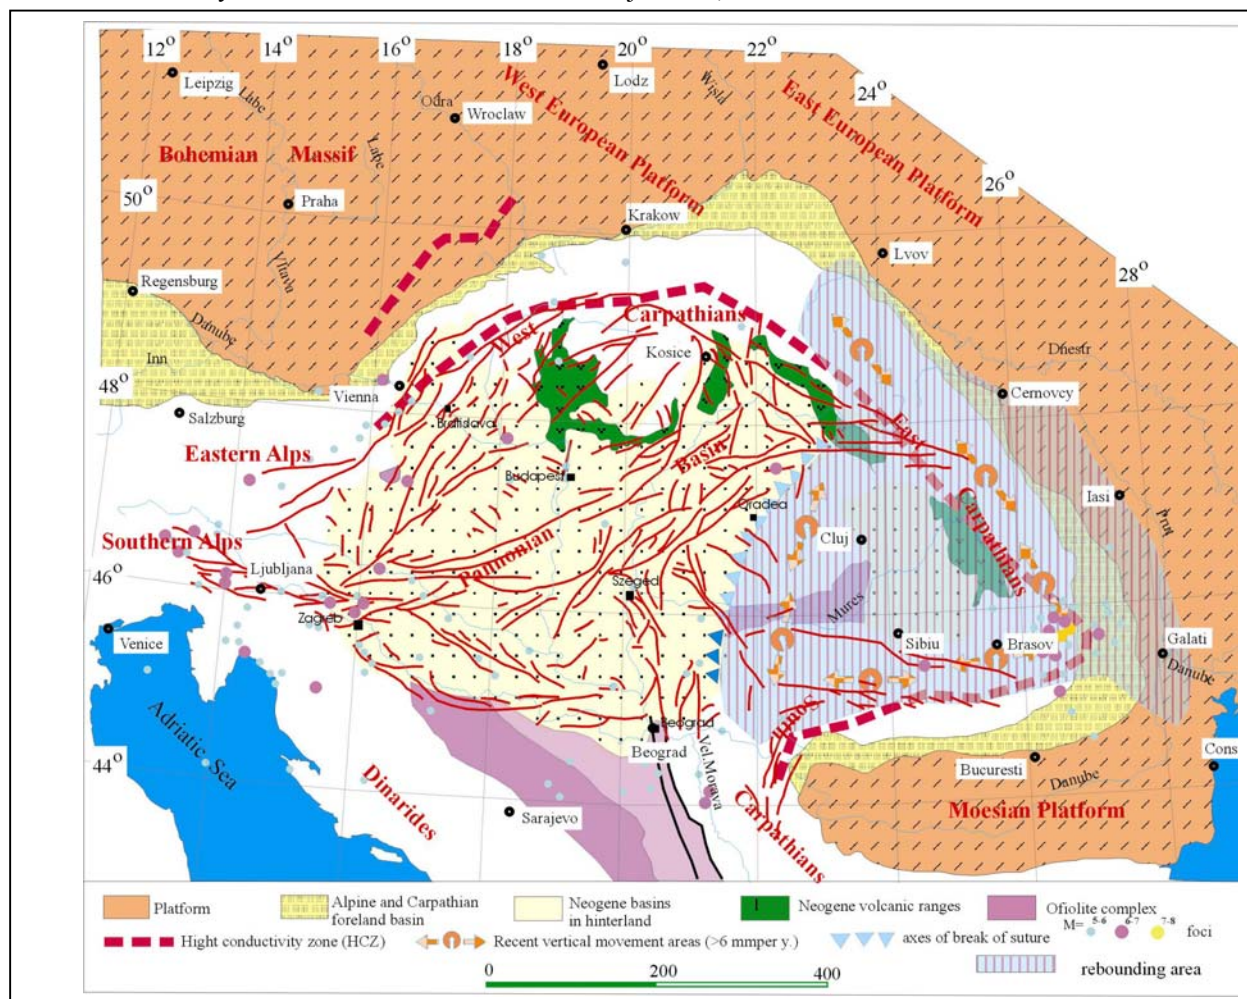 12° 14° 16° 18° 20° 22°
24°
26°
28°
50°
48°
46°
44°
Leipzig
Labe
Odra
Wroclaw
Lodz
Wisla
West European Platform
East European Platform
Bohemian Massif
Labe
Praha
Vltava
Krakow
Lvov
Regensburg
Danube
Inn
Dnestr
West
Carpathians
Kosice
Cernovcy
Vienna
Salzburg
Bratislava
Eastern Alps
Budapest
Basin
East
Carpathians
Iasi
Prut
Oradea
Cluj
Southern Alps
Ljubljana
Pannonian
Szeged
Mures
Zagreb
Venice
Sibiu
Brasov
Galati
Danube
Adriatic Sea
South
Beograd
Beograd
Vel.Morava
Bucuresti
Danube
Cons
Dinarides
Sarajevo
Carpathians
Moesian Platform
Platform
Alpine and Carpathian
foreland basin
Neogene basins
in hinterland
1
Neogene volcanic ranges
Ofiolite complex
Hight conductivity zone (HCZ)
Recent vertical movement areas (>6 mmper y.)
axes of break of suture
M= 5-6 6-7 7-8 foci
rebounding area
0 200 400